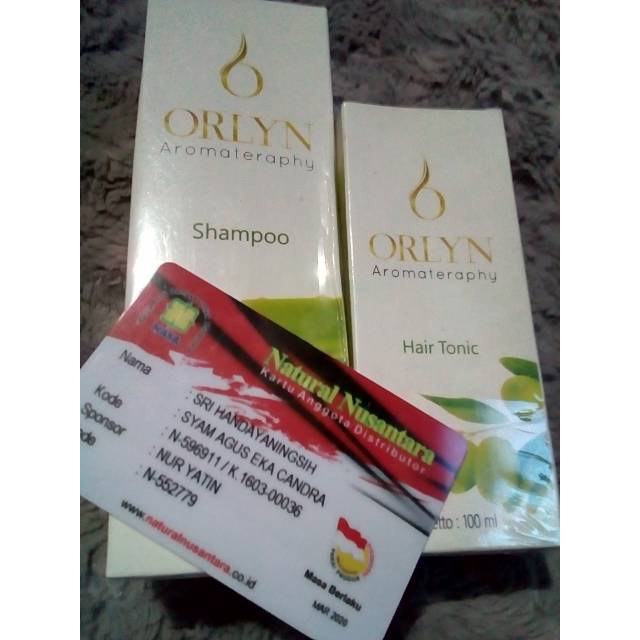 ORLYN
Aromateraphy
Shampoo
ORLYN
Aromateraphy
Hair Tonic
etto : 100 ml
NASA
Natural Nusantara
Kartu Anggota Distributor
Nama : SRI HANDAYANINGSIH
SYAM AGUS EKA CANDRA
Kode : N-596911 / K. 1603-00036
Sponsor : NUR YATIN
ode : N-552779
www.naturalnusantara.co.id
Masa Berlaku
MAR 2020